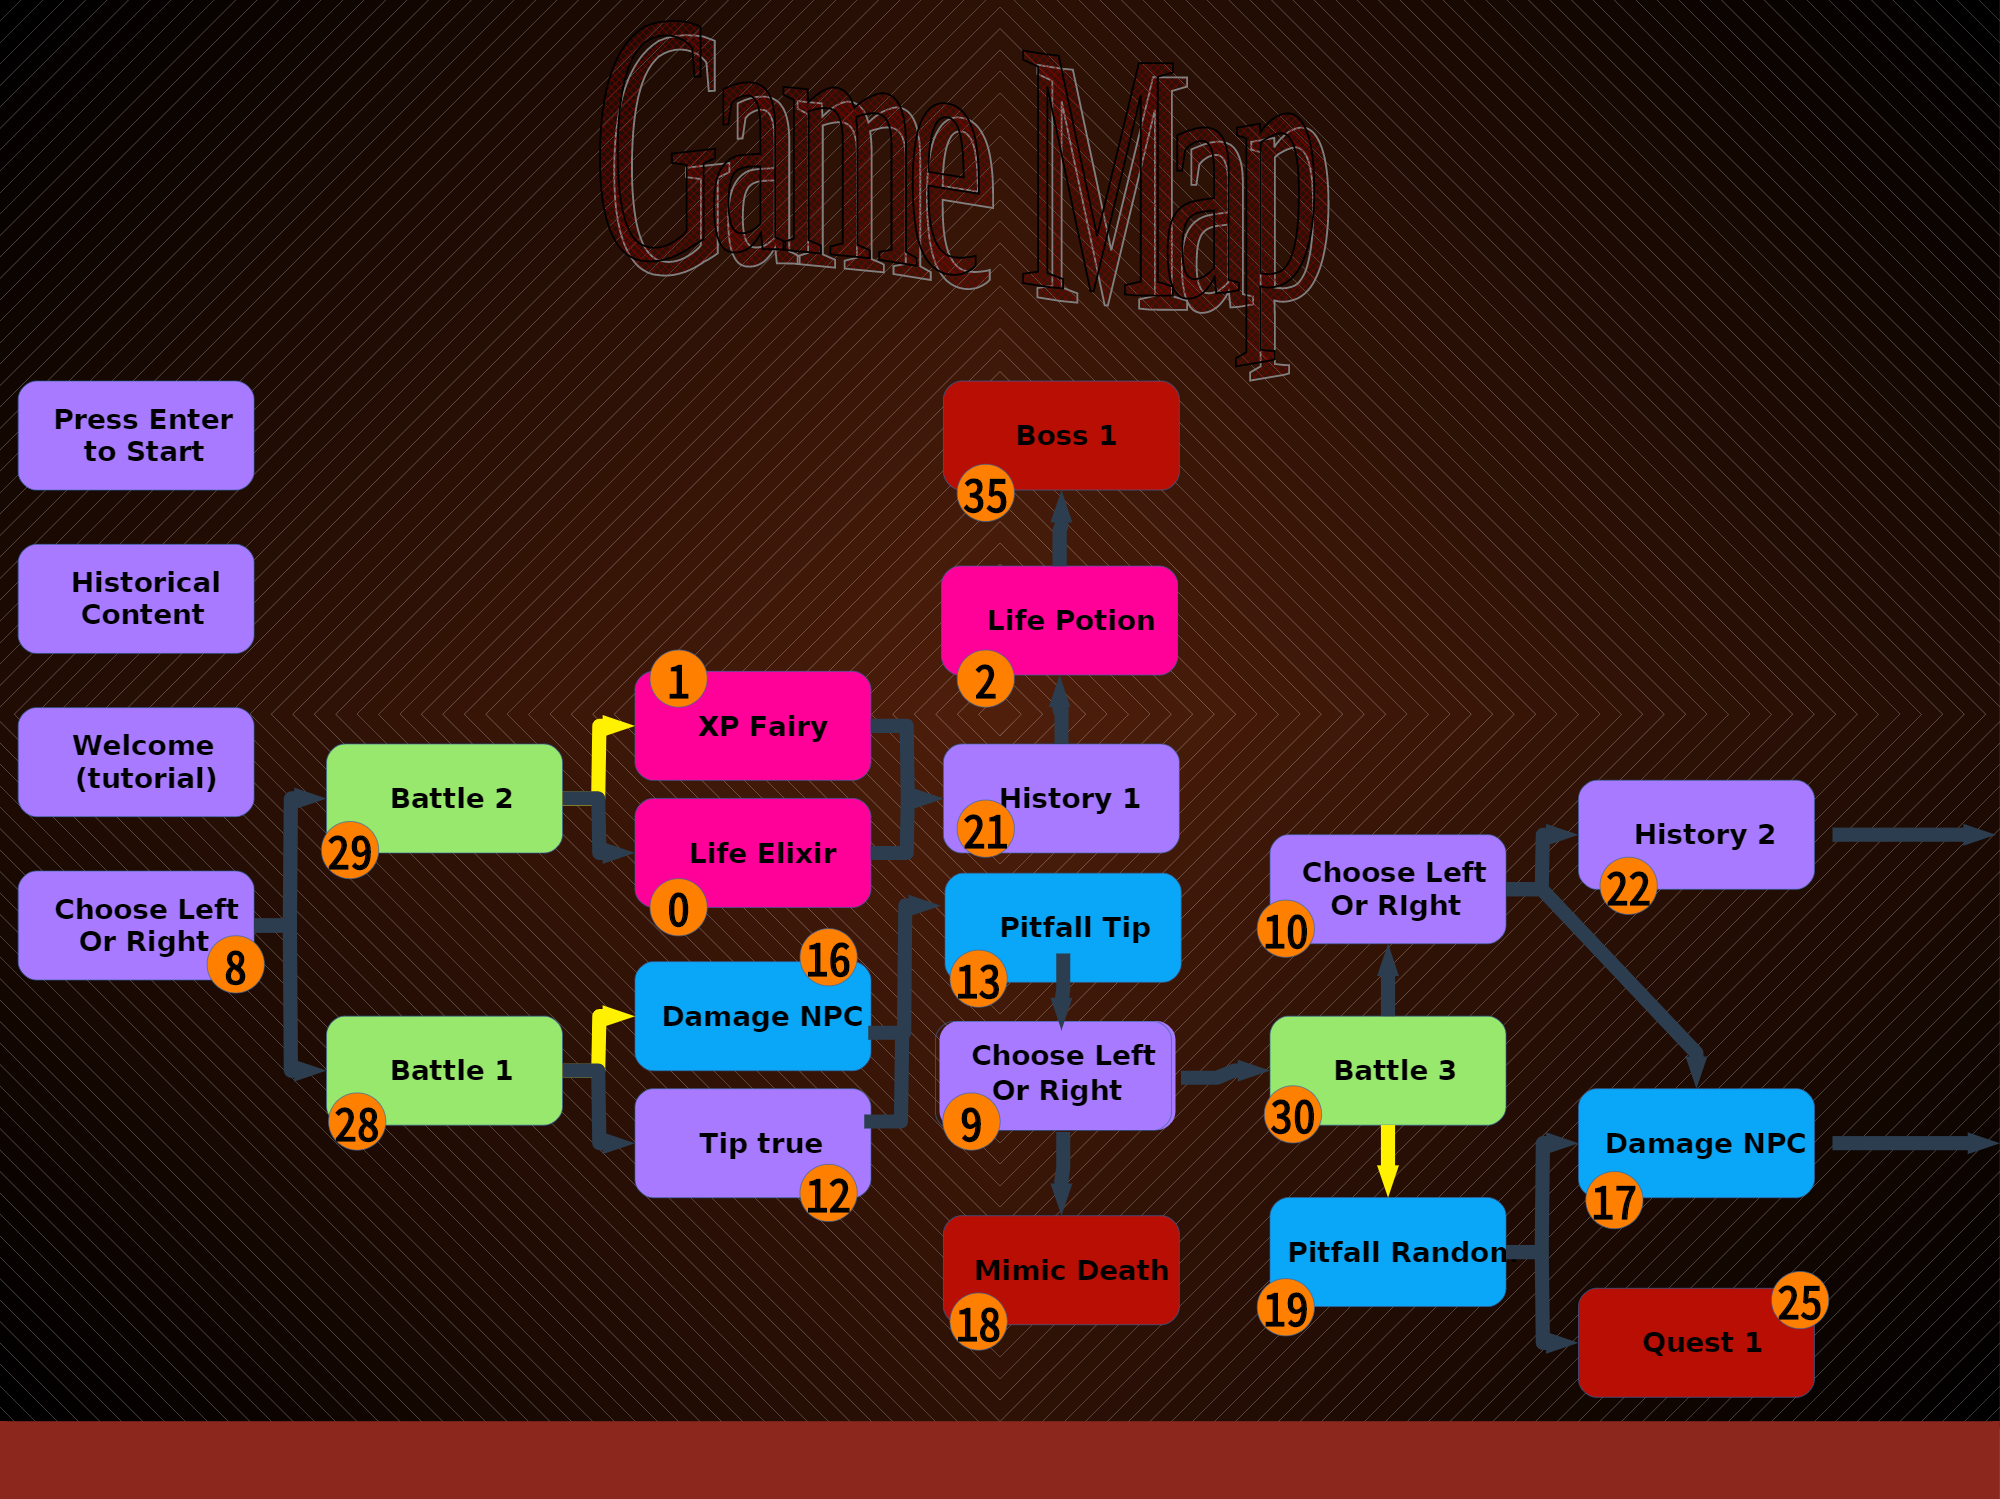 Game Map
Press Enter
to Start
Historical
Content
Welcome
(tutorial)
Choose Left
Or Right
8
Battle 2
29
Battle 1
28
1
XP Fairy
Life Elixir
0
16
Damage NPC
Tip true
12
Boss 1
35
Life Potion
2
History 1
21
Pitfall Tip
13
Choose Left
Or Right
9
Mimic Death
18
Choose Left
Or RIght
10
Battle 3
30
Pitfall Random
19
History 2
22
Damage NPC
17
25
Quest 1